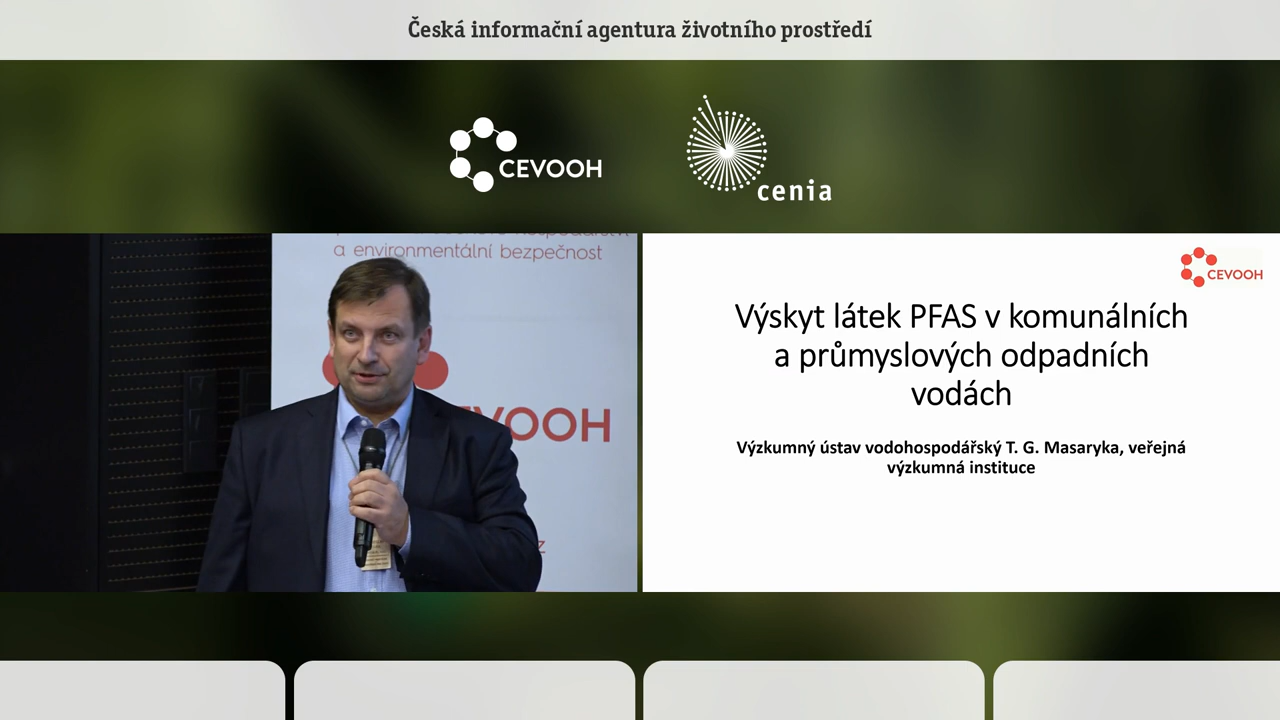 Česká informační agentura životního prostředí
CEVOOH
cenia
a environmentální bezpečnost
EVOOH
z
CEVOOH
Výskyt látek PFAS v komunálních
a průmyslových odpadních
vodách
Výzkumný ústav vodohospodářský T. G. Masaryka, veřejná
výzkumná instituce